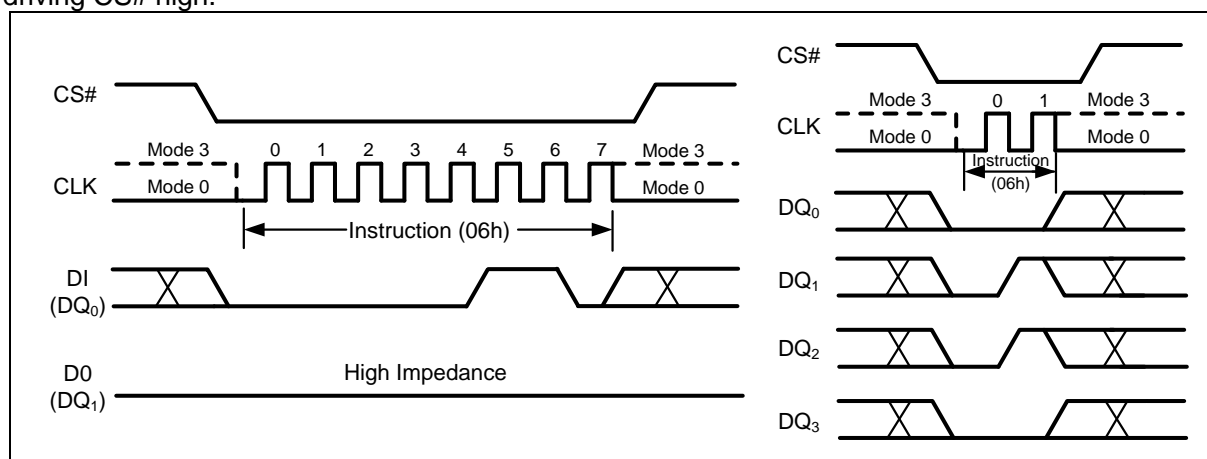 driving CS# high.
CS#
Mode 3
0 1 2 3 4 5 6 7
Mode 3
CLK
Mode 0
Mode 0
Instruction (06h)
DI
(DQ0)
D0
(DQ1)
High Impedance
CS#
Mode 3
0 1
Mode 3
CLK
Mode 0
Mode 0
Instruction
(06h)
DQ0
DQ1
DQ2
DQ3